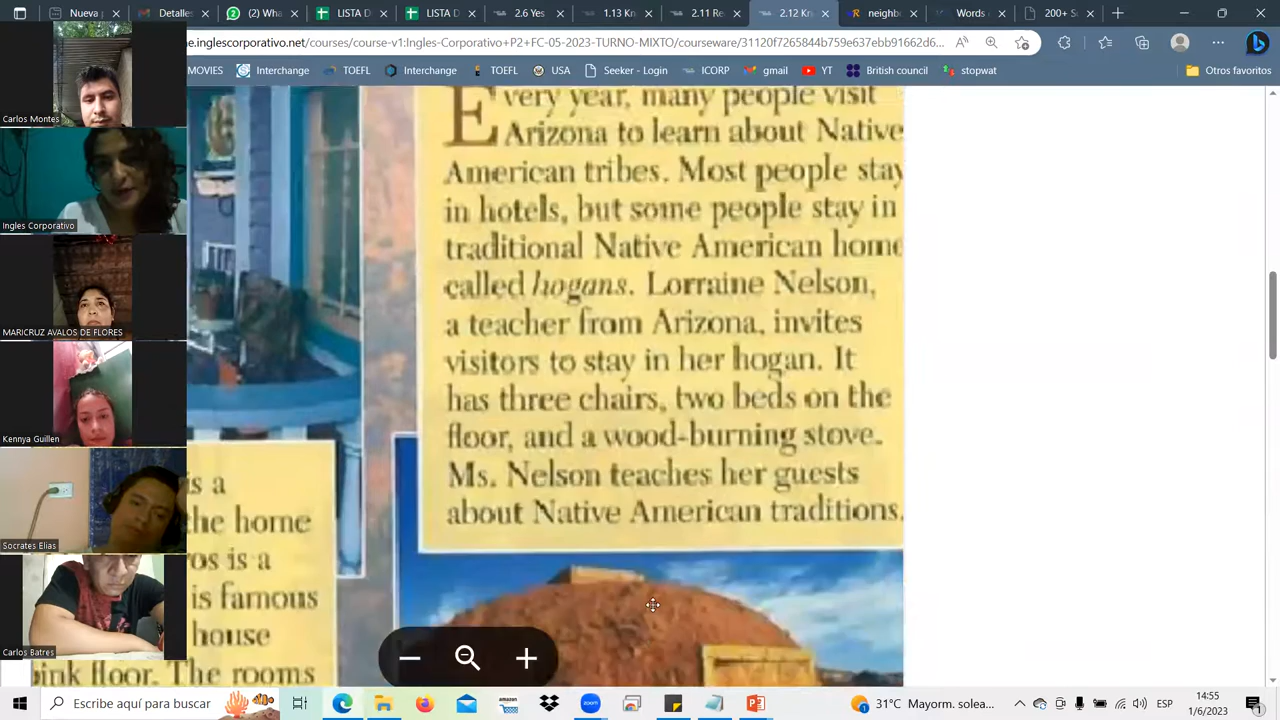 Nueva
Detalles
(2) (Wha
LISTA D
LISTA D
2.6 Vers
1.13 Kn
2.11 Re
2.12 Kn
neighb
Words
200+ S
e.inglescorporativo.net/courses/course-v1:Ingles-Corporativo+P2+FC-05-2023-TURNO-MIXTO/courseware/31120f7265844b759e637ebb91662d6...
MOVIES
Interchange
TOEFL
Interchange
TOEFL
USA
Seeker - Login
ICORP
gmail
YT
British council
stopwat
Otros favoritos
Carlos Montes
Ingles Corporativo
MARICRUZ AVALOS DE FLORES
Kennya Guillen
Socrates Elias
Carlos Batres
Every year, many people visit
Arizona to learn about Native
American tribes. Most people stay
in hotels, but some people stay in
traditional Native American home
called hogans. Lorraine Nelson,
a teacher from Arizona, invites
visitors to stay in her hogan. It
has three chairs, two beds on the
floor, and a wood-burning stove.
Ms. Nelson teaches her guests
about Native American traditions.
is a
he home
os is a
is famous
house
ink floor. The rooms
Escribe aquí para buscar
31°C Mayorm. solea...
ESP
14:55
1/6/2023